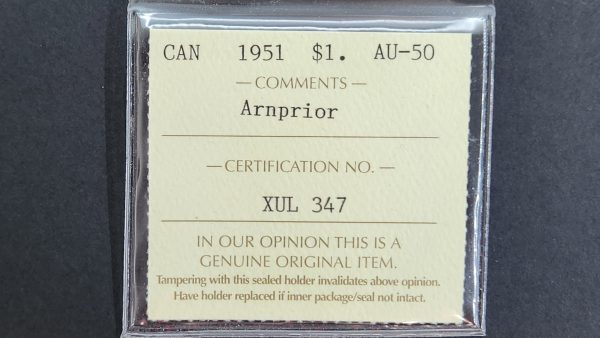 CAN 1951 $1. AU-50
— COMMENTS —
Arnprior
— CERTIFICATION NO. —
XUL 347
IN OUR OPINION THIS IS A
GENUINE ORIGINAL ITEM.
Tampering with this sealed holder invalidates above opinion.
Have holder replaced if inner package/seal not intact.